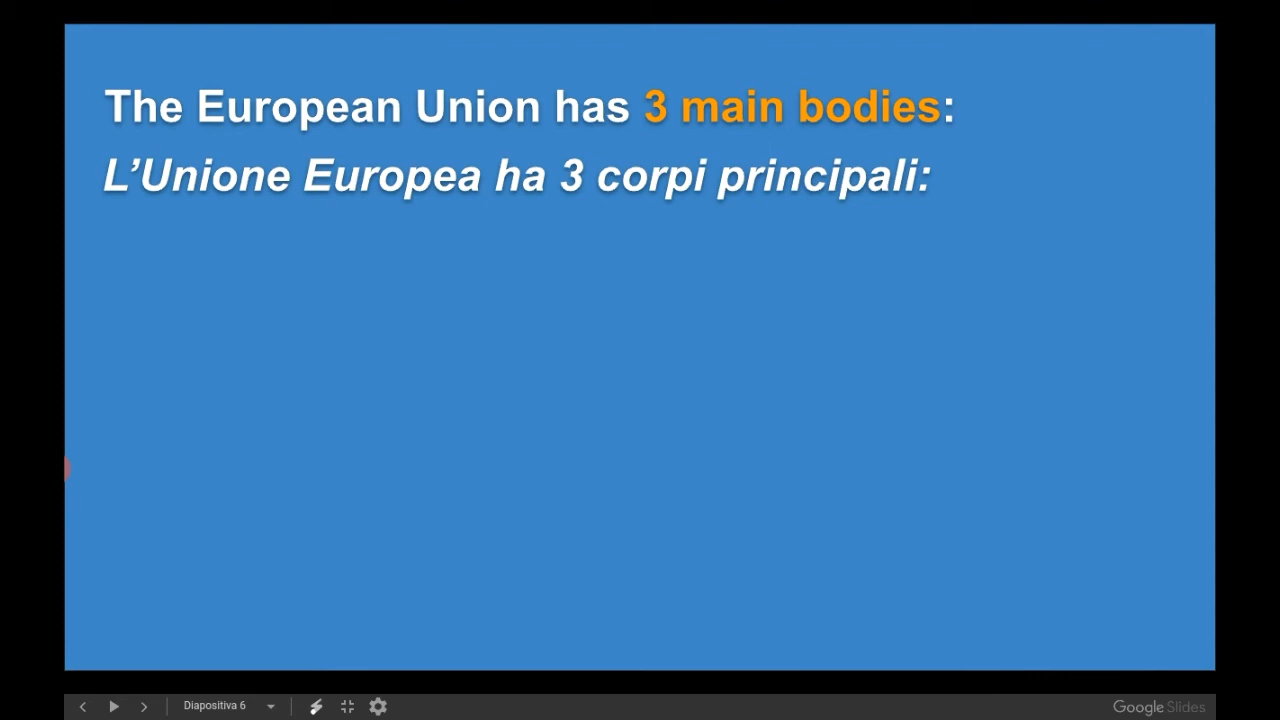 The European Union has 3 main bodies:
L’Unione Europea ha 3 corpi principali:
Diapositiva 6
Google Slides